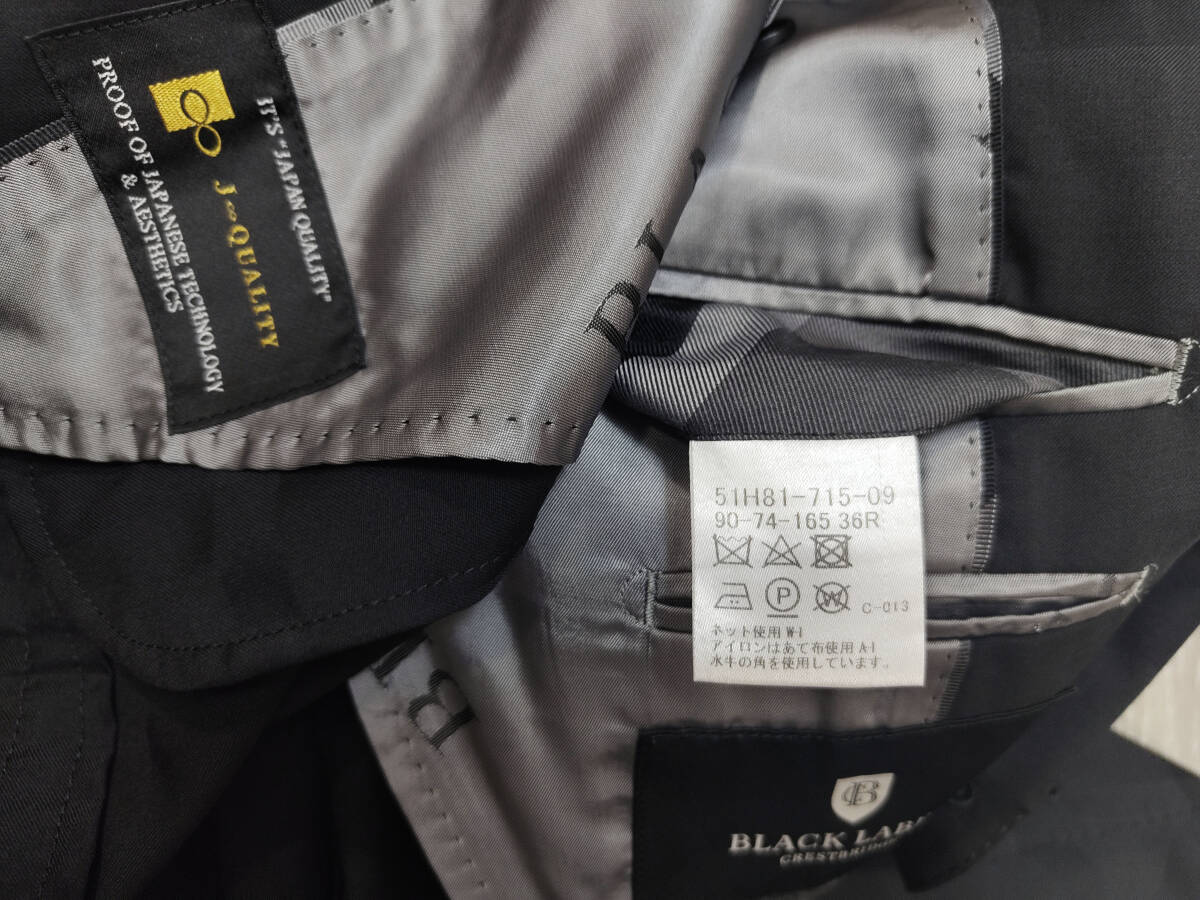 IT'S "JAPAN QUALITY"
J∞QUALITY
PROOF OF JAPANESE TECHNOLOGY
& AESTHETICS
51H81-715-09
90-74-165 36R
P
W
C-013
ネット使用 W-1
アイロンはあて布使用 A-1
水牛の角を使用しています。
BLACK